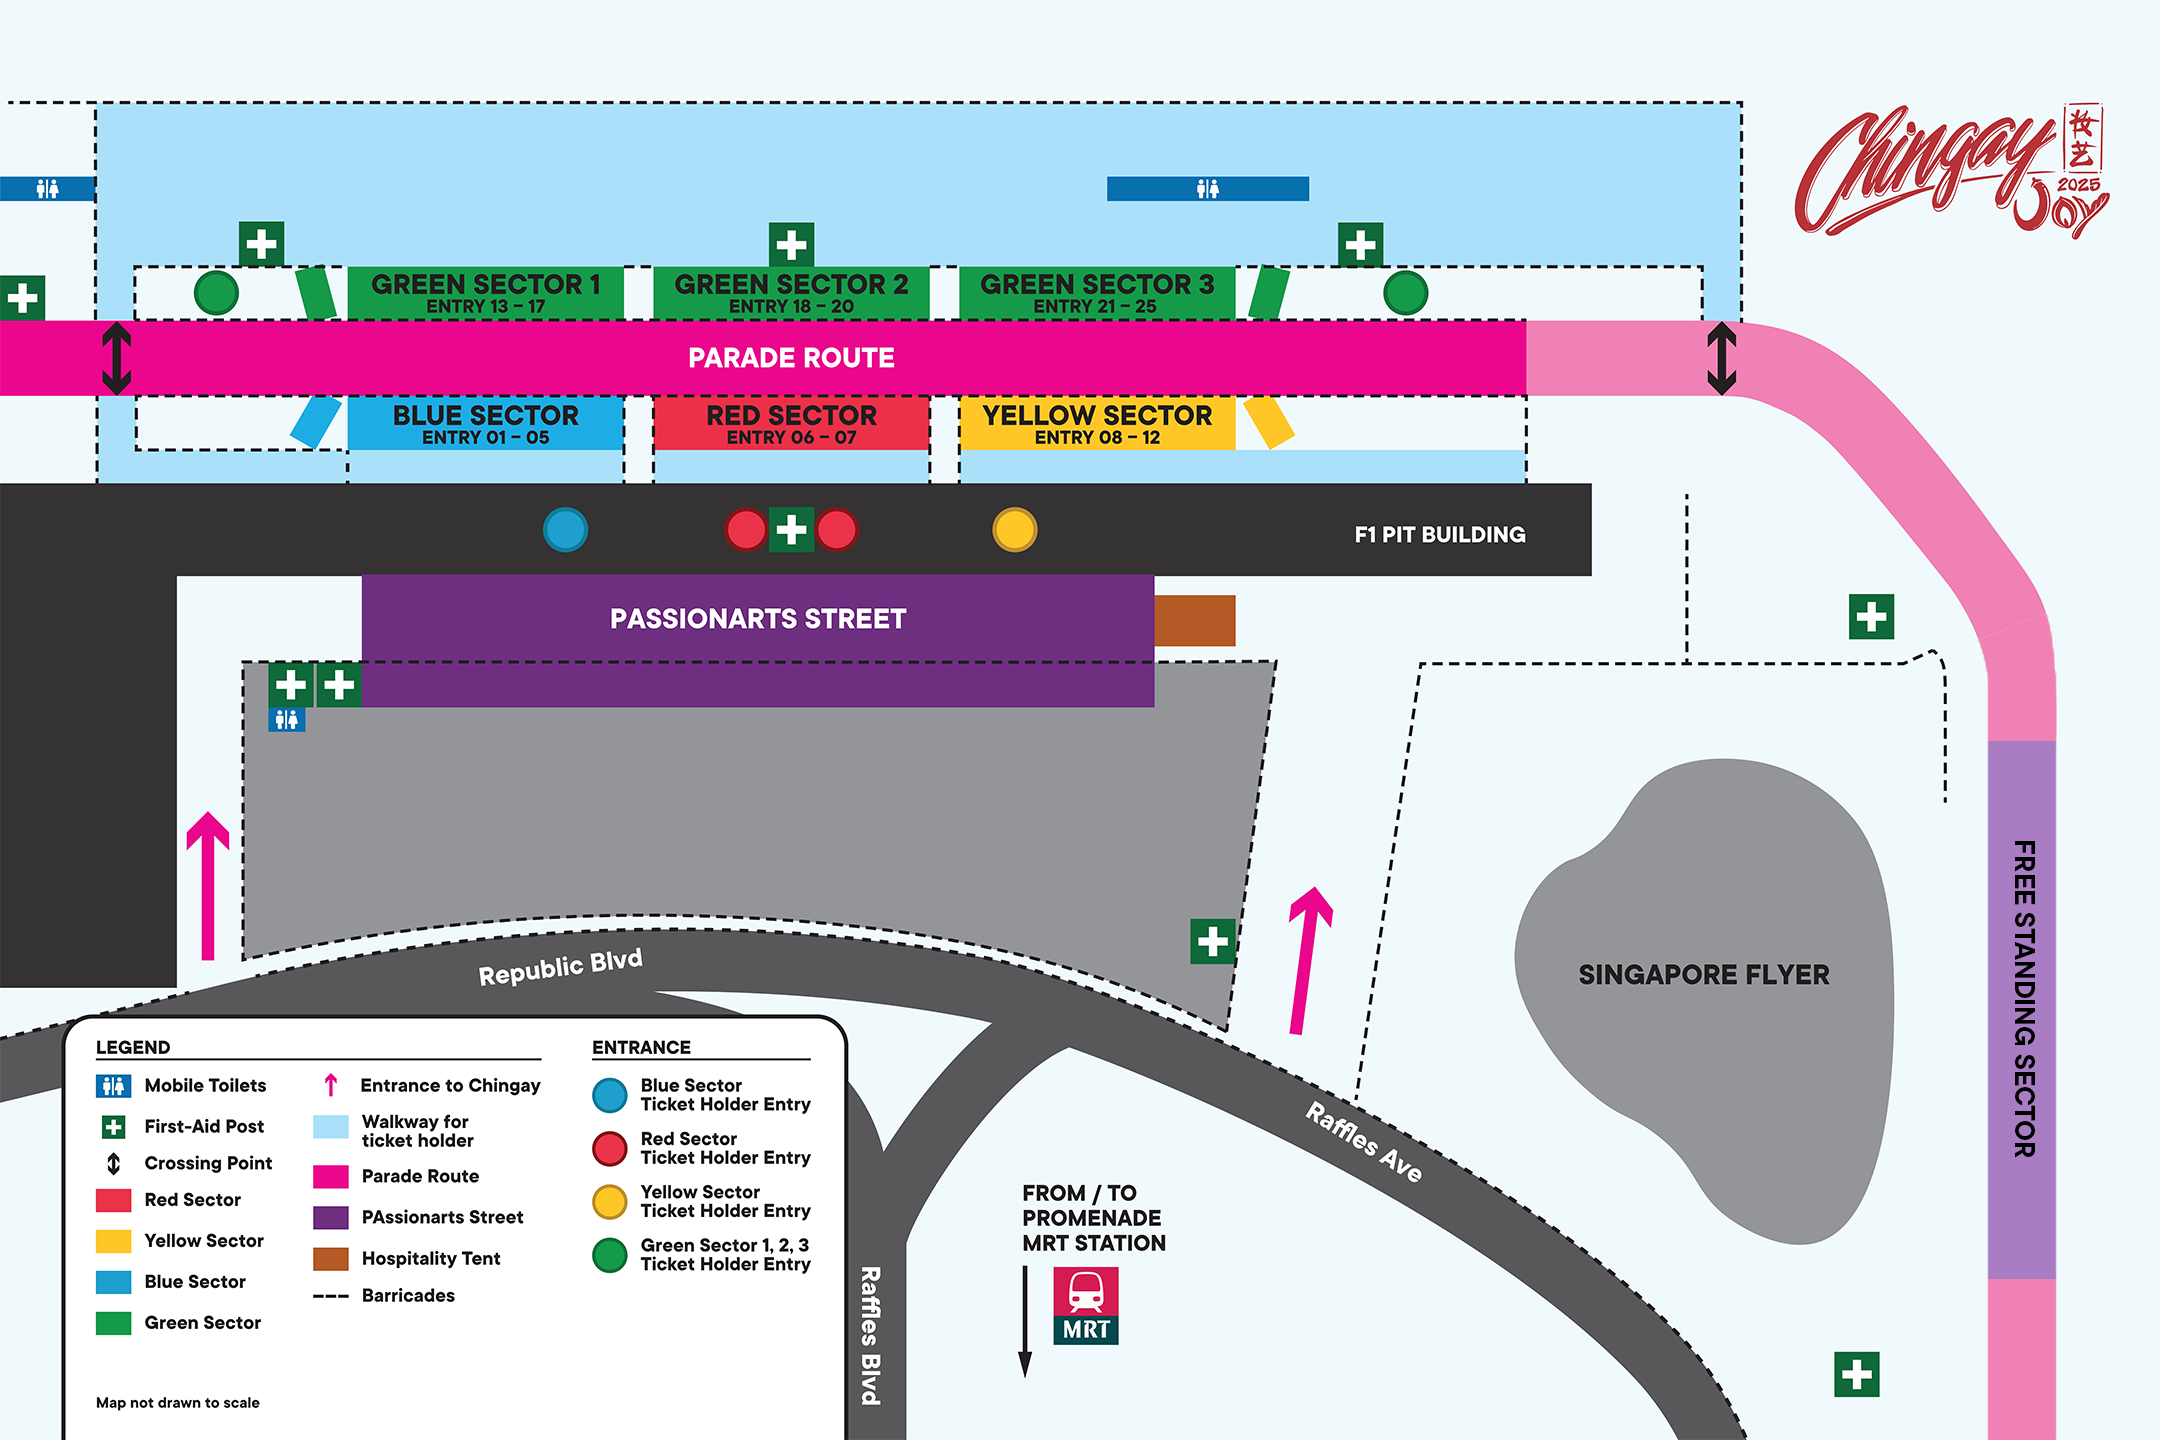 Chingay
妆艺
2025
JOY
GREEN SECTOR 1
ENTRY 13 – 17
GREEN SECTOR 2
ENTRY 18 – 20
GREEN SECTOR 3
ENTRY 21 – 25
PARADE ROUTE
BLUE SECTOR
ENTRY 01 – 05
RED SECTOR
ENTRY 06 – 07
YELLOW SECTOR
ENTRY 08 – 12
F1 PIT BUILDING
PASSIONARTS STREET
SINGAPORE FLYER
FREE STANDING SECTOR
Republic Blvd
Raffles Ave
Raffles Blvd
FROM / TO
PROMENADE
MRT STATION
MRT
LEGEND
Mobile Toilets
First-Aid Post
Crossing Point
Red Sector
Yellow Sector
Blue Sector
Green Sector
Entrance to Chingay
Walkway for
ticket holder
Parade Route
PAssionarts Street
Hospitality Tent
Barricades
ENTRANCE
Blue Sector
Ticket Holder Entry
Red Sector
Ticket Holder Entry
Yellow Sector
Ticket Holder Entry
Green Sector 1, 2, 3
Ticket Holder Entry
Map not drawn to scale